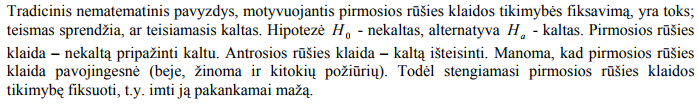 Tradicinis nematematinis pavyzdys, motyvuojantis pirmosios rūšies klaidos tikimybės fiksavimą, yra toks;
teismas sprendžia, ar teisiamasis kaltas. Hipotezė H₀ - nekaltas, alternatyva Hₐ - kaltas. Pirmosios rūšies
klaida – nekaltą pripažinti kaltu. Antrosios rūšies klaida – kaltą išteisinti. Manoma, kad pirmosios rūšies
klaida pavojingesnė (beje, žinoma ir kitokių požiūrių). Todėl stengiamasi pirmosios rūšies klaidos
tikimybę fiksuoti, t.y. imti ją pakankamai mažą.